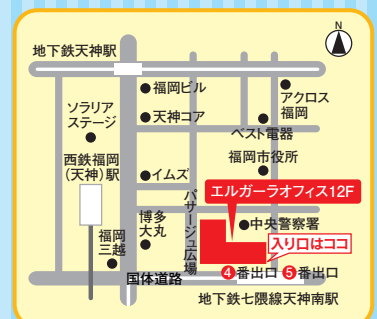 N
地下鉄天神駅
福岡ビル
アクロス
福岡
ソラリア
ステージ
天神コア
ベスト電器
西鉄福岡
（天神）駅
福岡市役所
イムズ
エルガーラオフィス12F
パサージュ広場
博多
大丸
中央警察署
入り口はココ
福岡
三越
❹番出口 ❺番出口
国体道路
地下鉄七隈線天神南駅